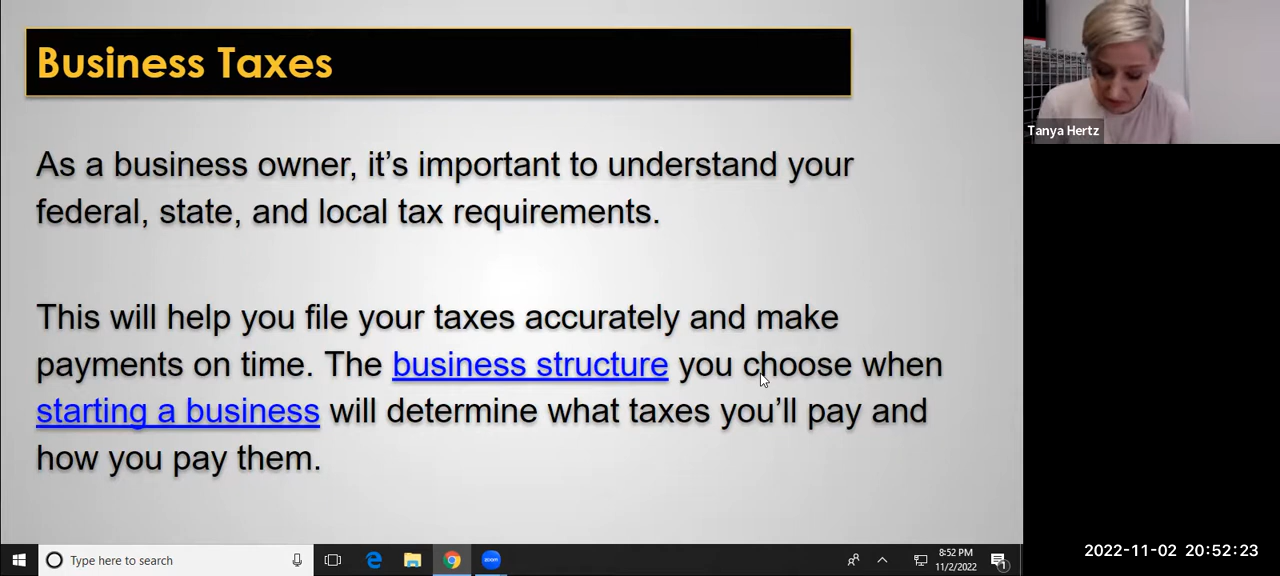 Business Taxes
As a business owner, it’s important to understand your
federal, state, and local tax requirements.
This will help you file your taxes accurately and make
payments on time. The business structure you choose when
starting a business will determine what taxes you’ll pay and
how you pay them.
Tanya Hertz
Type here to search
zoom
8:52 PM
11/2/2022
1
2022-11-02 20:52:23